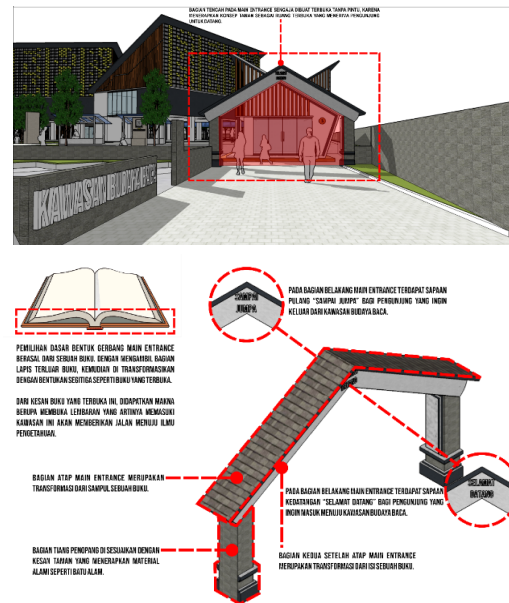 BAGIAN TENGAH PADA MAIN ENTRANCE SENGAJA DIBUAT TERBUKA TANPA PINTU, KARENA
MENERAPKAN KONSEP TAMAN SEBAGAI RUANG TERBUKA YANG MENERIMA PENGUNJUNG
UNTUK DATANG.
KAWASAN BUDAYA BACA
SAMPAI
JUMPA
PADA BAGIAN BELAKANG MAIN ENTRANCE TERDAPAT SAPAAN
PULANG "SAMPAI JUMPA" BAGI PENGUNJUNG YANG INGIN
KELUAR DARI KAWASAN BUDAYA BACA.
PEMILIHAN DASAR BENTUK GERBANG MAIN ENTRANCE
BERASAL DARI SEBUAH BUKU. DENGAN MENGAMBIL BAGIAN
LAPIS TERLUAR BUKU, KEMUDIAN DI TRANSFORMASIKAN
DENGAN BENTUKAN SEGITIGA SEPERTI BUKU YANG TERBUKA.
DARI KESAN BUKU YANG TERBUKA INI, DIDAPATKAN MAKNA
BERUPA MEMBUKA LEMBARAN YANG ARTINYA MEMASUKI
KAWASAN INI AKAN MEMBERIKAN JALAN MENUJU ILMU
PENGETAHUAN.
BAGIAN ATAP MAIN ENTRANCE MERUPAKAN
TRANSFORMASI DARI SAMPUL SEBUAH BUKU.
SELAMAT
DATANG
PADA BAGIAN BELAKANG MAIN ENTRANCE TERDAPAT SAPAAN
KEDATANGAN "SELAMAT DATANG" BAGI PENGUNJUNG YANG
INGIN MASUK MENUJU KAWASAN BUDAYA BACA.
BAGIAN TIANG PENOPANG DI SESUAIKAN DENGAN
KESAN TAMAN YANG MENERAPKAN MATERIAL
ALAMI SEPERTI BATU ALAM.
BAGIAN KEDUA SETELAH ATAP MAIN ENTRANCE
MERUPAKAN TRANSFORMASI DARI ISI SEBUAH BUKU.